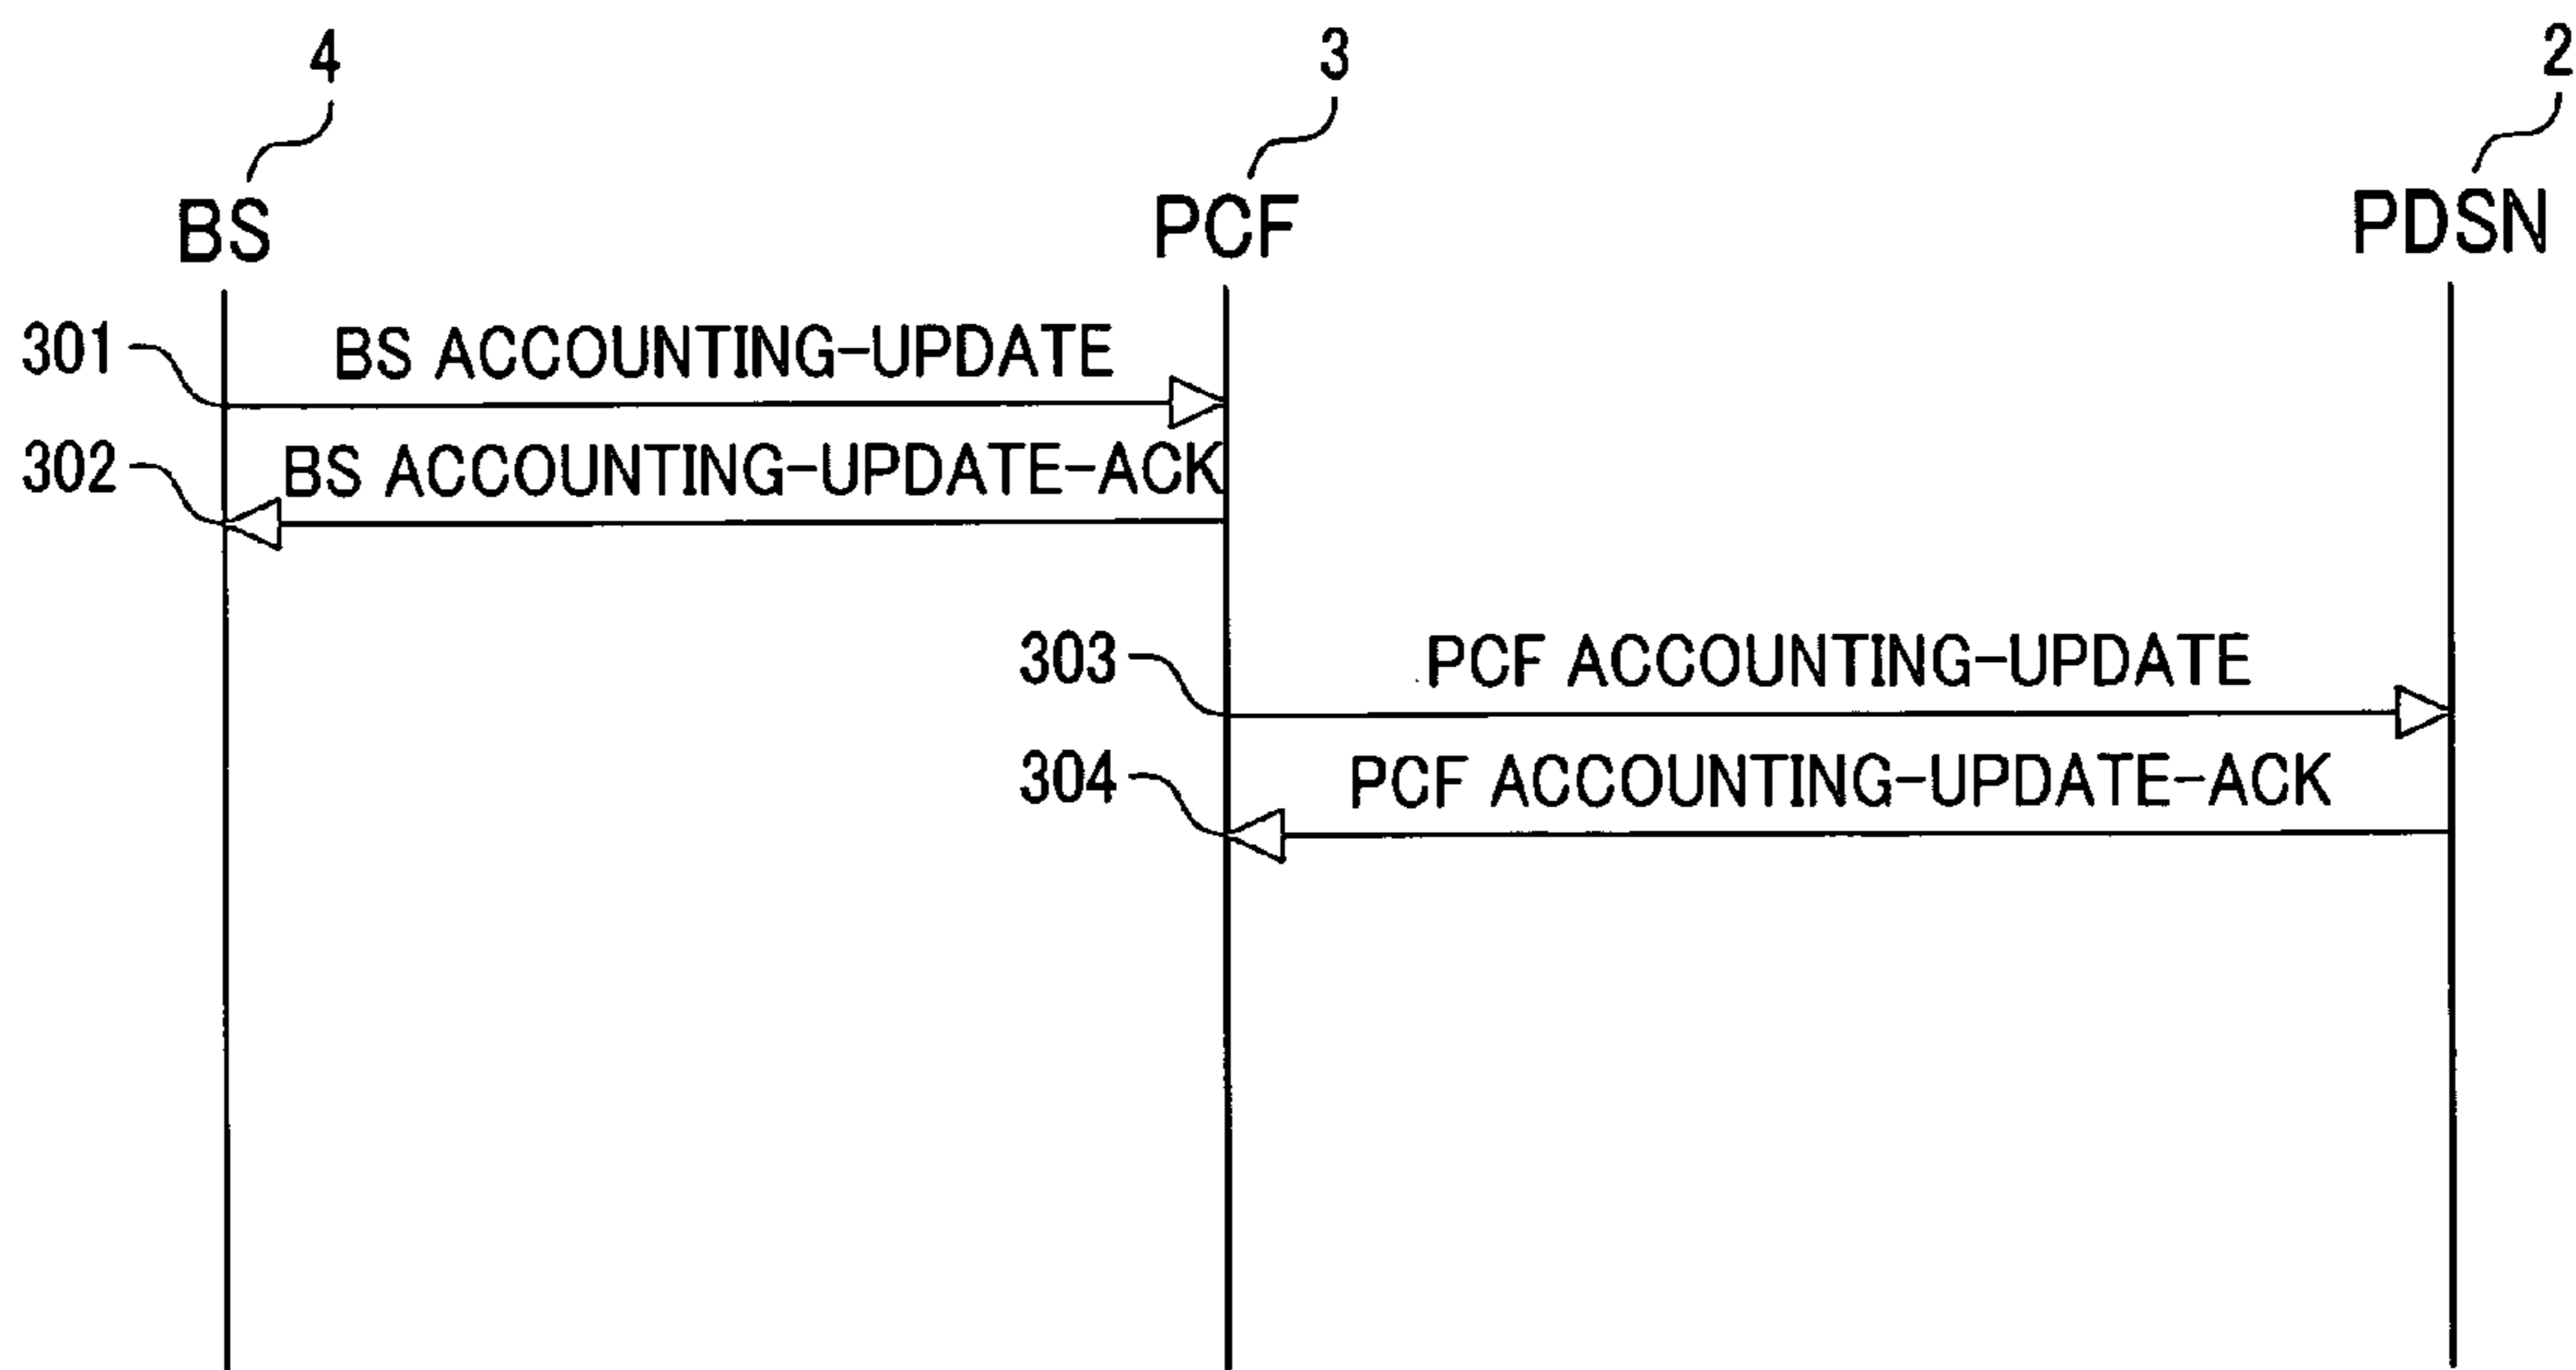 4
3
2
BS
PCF
PDSN
301
BS ACCOUNTING-UPDATE
302
BS ACCOUNTING-UPDATE-ACK
303
PCF ACCOUNTING-UPDATE
304
PCF ACCOUNTING-UPDATE-ACK